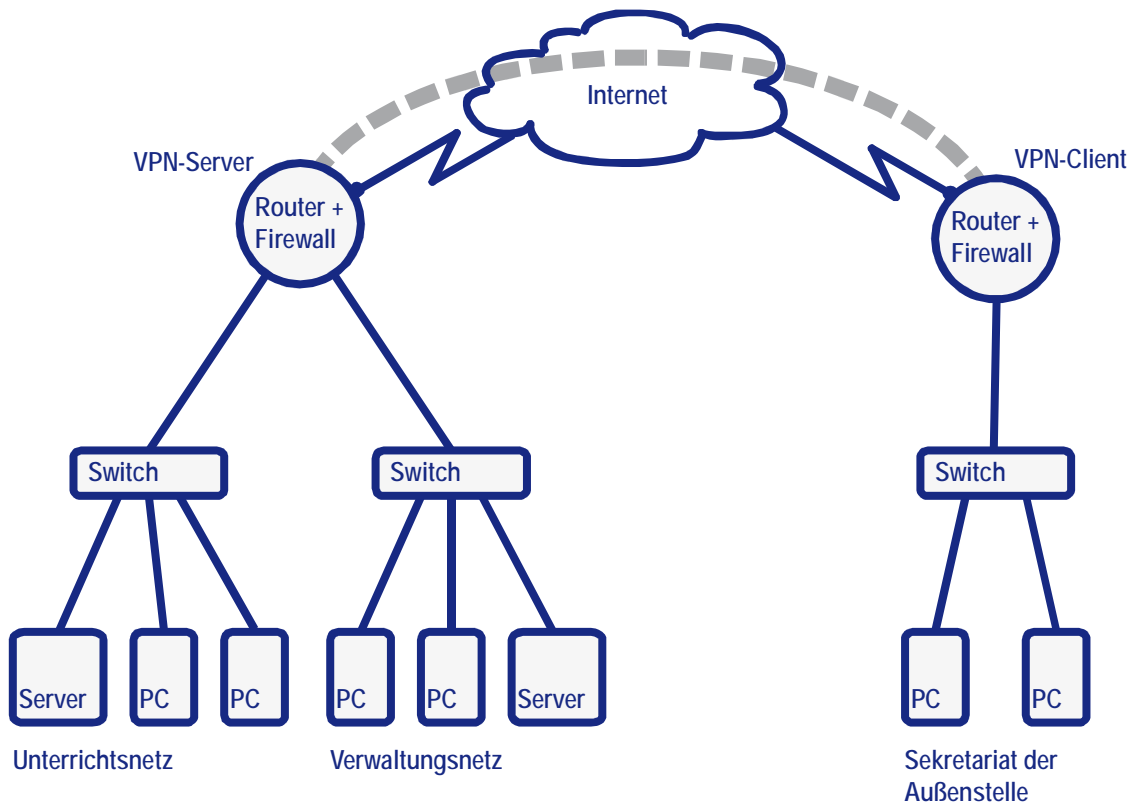 Internet
VPN-Server
VPN-Client
Router +
Firewall
Router +
Firewall
Switch
Switch
Switch
Server
PC
PC
PC
PC
Server
PC
PC
Unterrichtsnetz
Verwaltungsnetz
Sekretariat der
Außenstelle